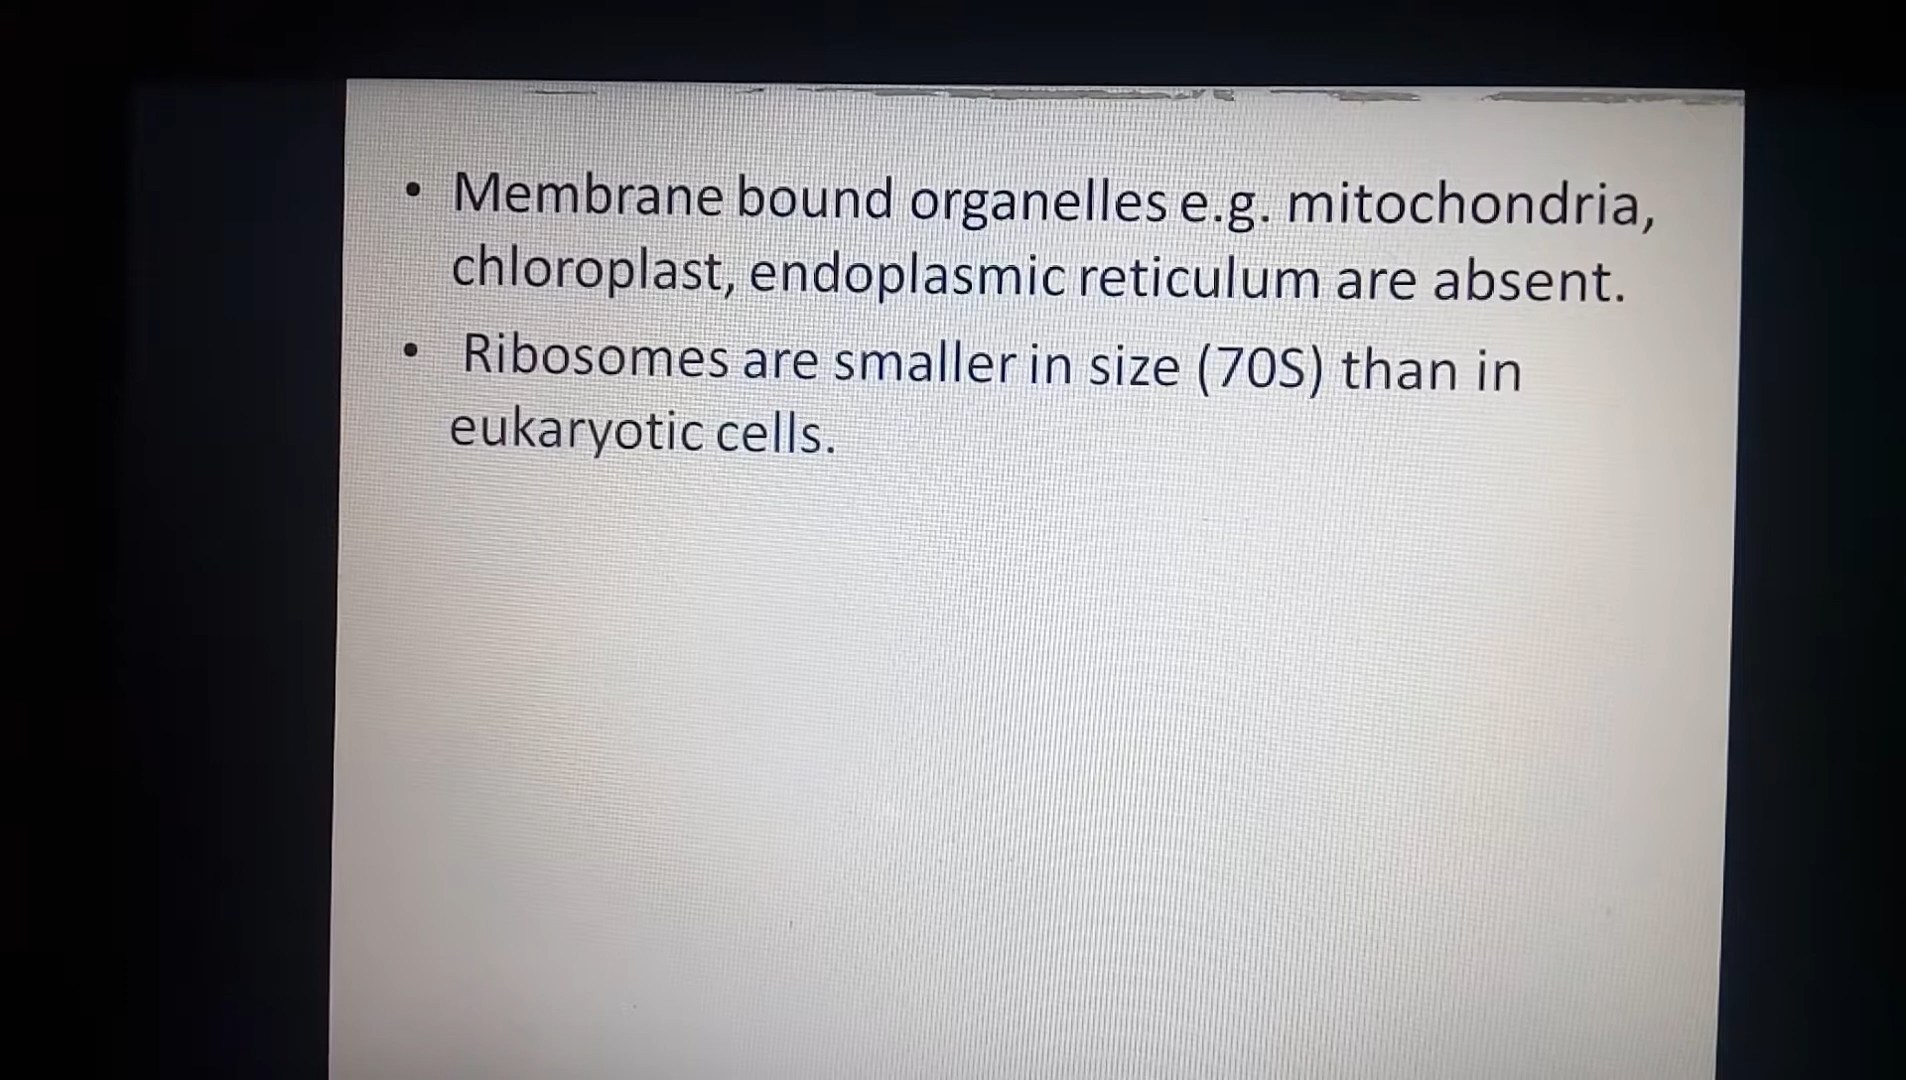 • Membrane bound organelles e.g. mitochondria,
chloroplast, endoplasmic reticulum are absent.
• Ribosomes are smaller in size (70S) than in
eukaryotic cells.